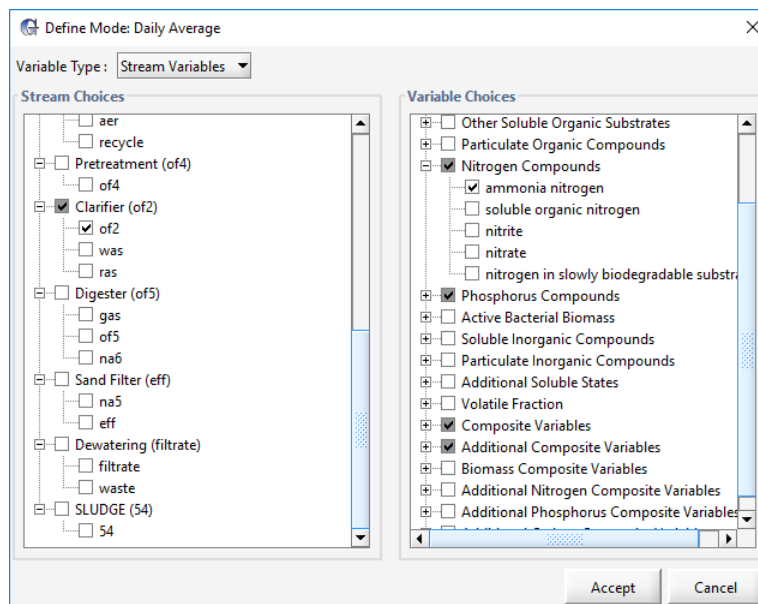 Define Mode: Daily Average
Variable Type : Stream Variables
Stream Choices
aer
recycle
Pretreatment (of4)
of4
Clarifier (of2)
of2
was
ras
Digester (of5)
gas
of5
na6
Sand Filter (eff)
na5
eff
Dewatering (filtrate)
filtrate
waste
SLUDGE (54)
54
Variable Choices
Other Soluble Organic Substrates
Particulate Organic Compounds
Nitrogen Compounds
ammonia nitrogen
soluble organic nitrogen
nitrite
nitrate
nitrogen in slowly biodegradable substra
Phosphorus Compounds
Active Bacterial Biomass
Soluble Inorganic Compounds
Particulate Inorganic Compounds
Additional Soluble States
Volatile Fraction
Composite Variables
Additional Composite Variables
Biomass Composite Variables
Additional Nitrogen Composite Variables
Additional Phosphorus Composite Variables
Accept
Cancel